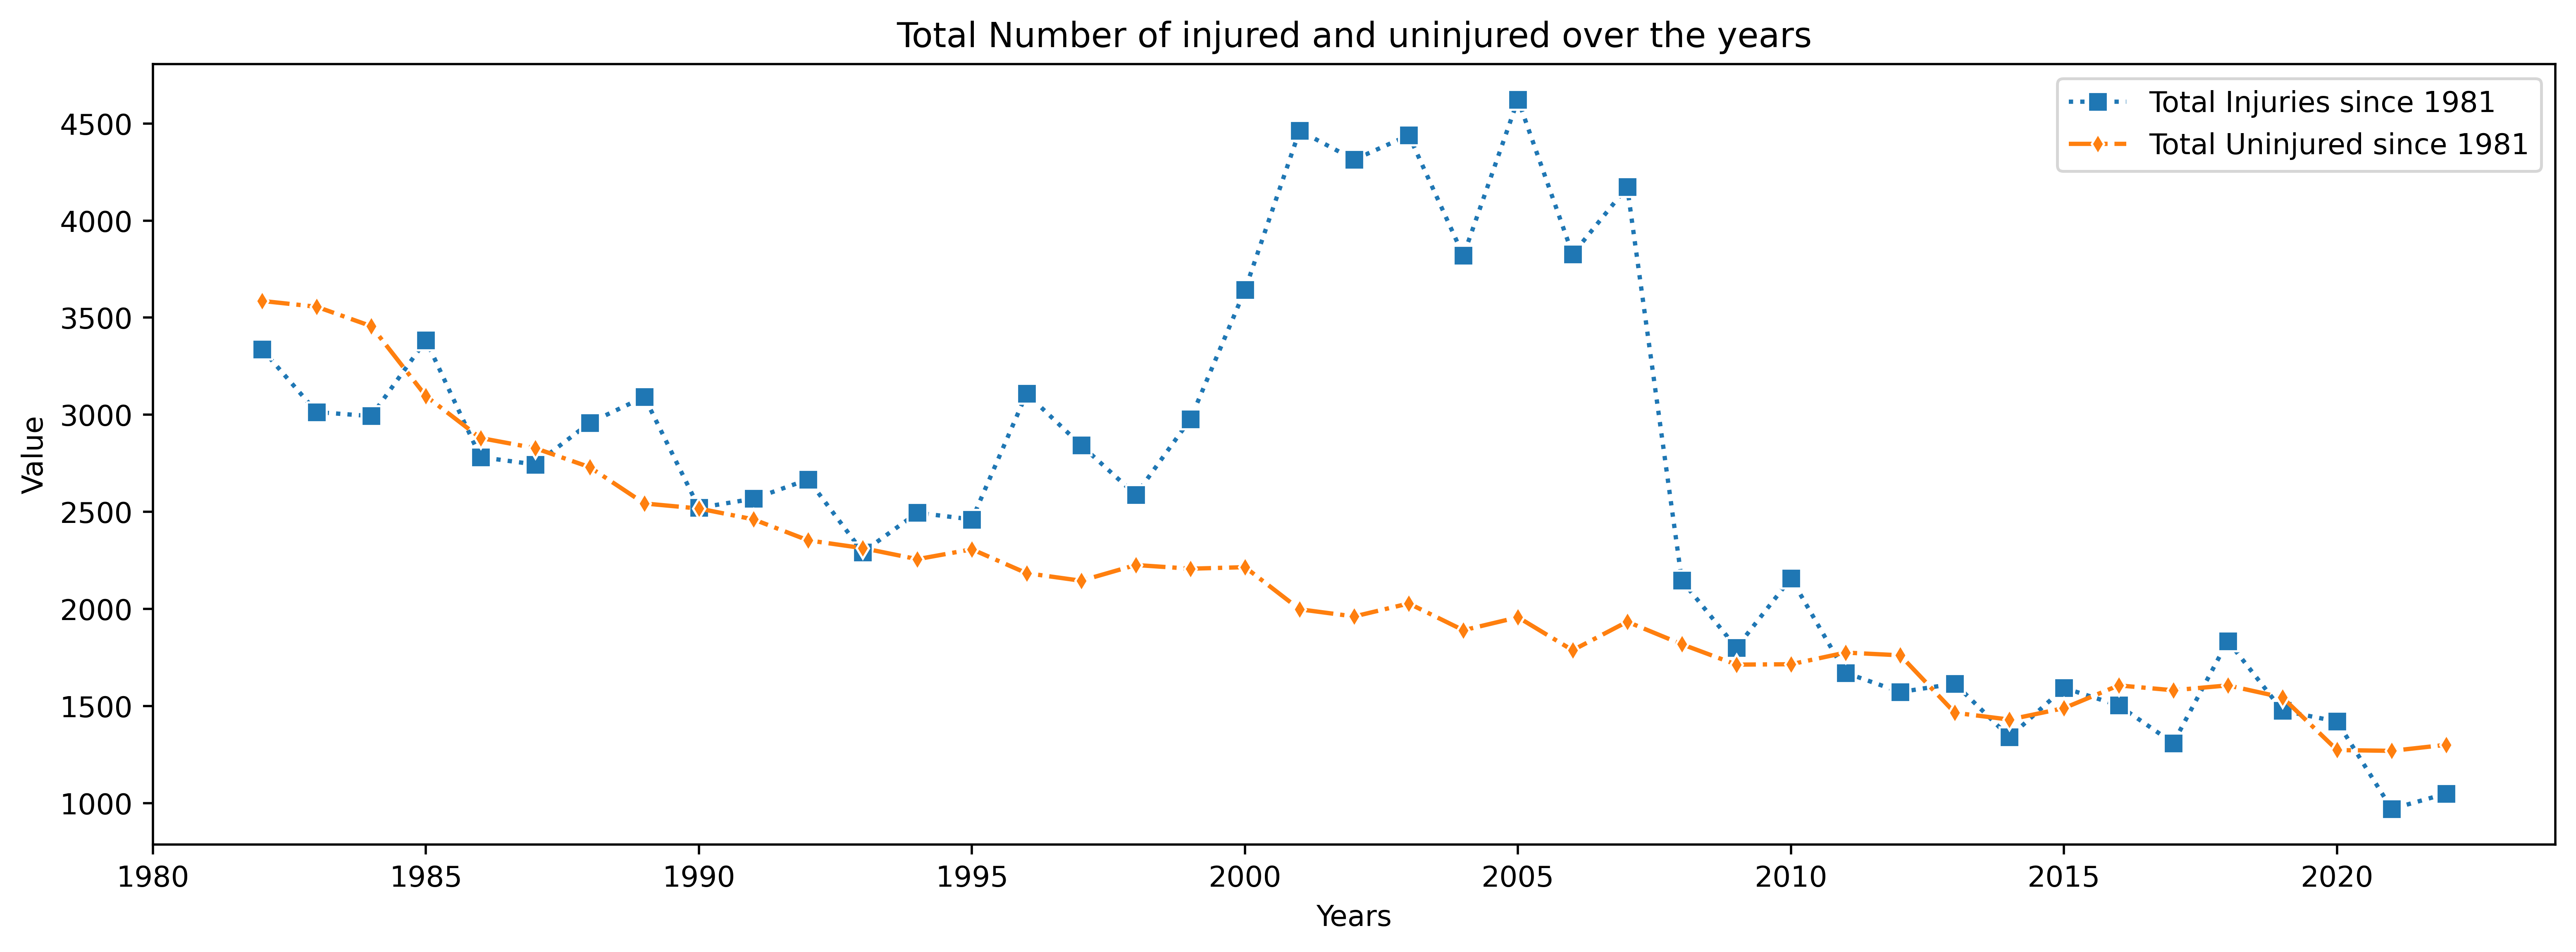 Total Number of injured and uninjured over the years
Total Injuries since 1981
Total Uninjured since 1981
Value
4500
4000
3500
3000
2500
2000
1500
1000
1980 1985 1990 1995 2000 2005 2010 2015 2020
Years